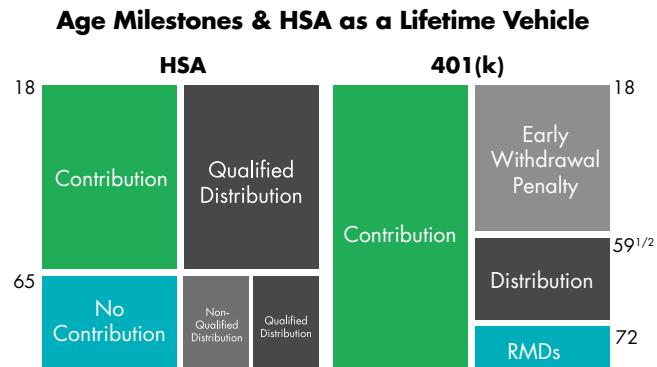 Age Milestones & HSA as a Lifetime Vehicle
HSA
401(k)
18
Contribution
Qualified
Distribution
65
No
Contribution
Non-
Qualified
Distribution
Qualified
Distribution
Contribution
18
Early
Withdrawal
Penalty
59 1/2
Distribution
72
RMDs